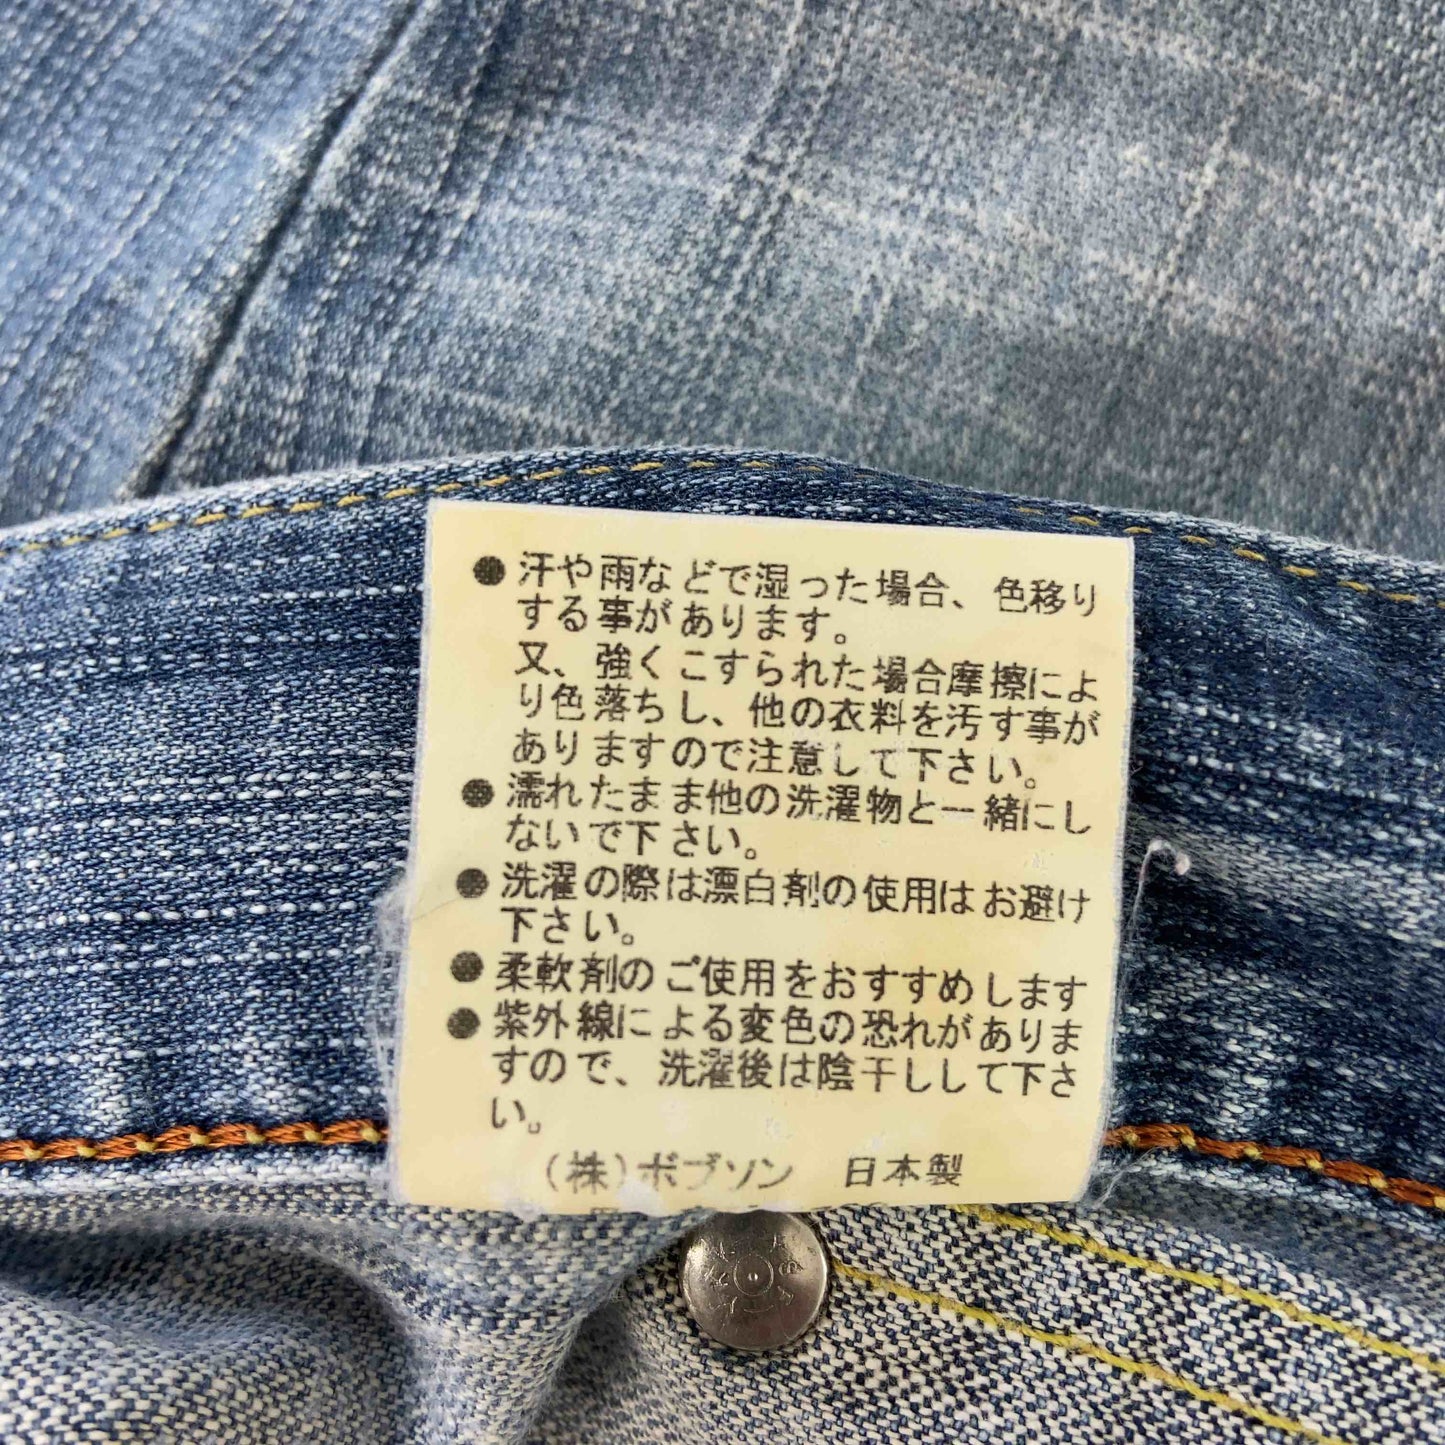 ●汗や雨などで湿った場合、色移り
する事があります。
又、強くこすられた場合摩擦によ
り色落ちし、他の衣料を汚す事が
ありますので注意して下さい。
●濡れたまま他の洗濯物と一緒にし
ないで下さい。
●洗濯の際は漂白剤の使用はお避け
下さい。
●柔軟剤のご使用をおすすめします
●紫外線による変色の恐れがありま
すので、洗濯後は陰干しして下さ
い。
(株)ボブソン 日本製